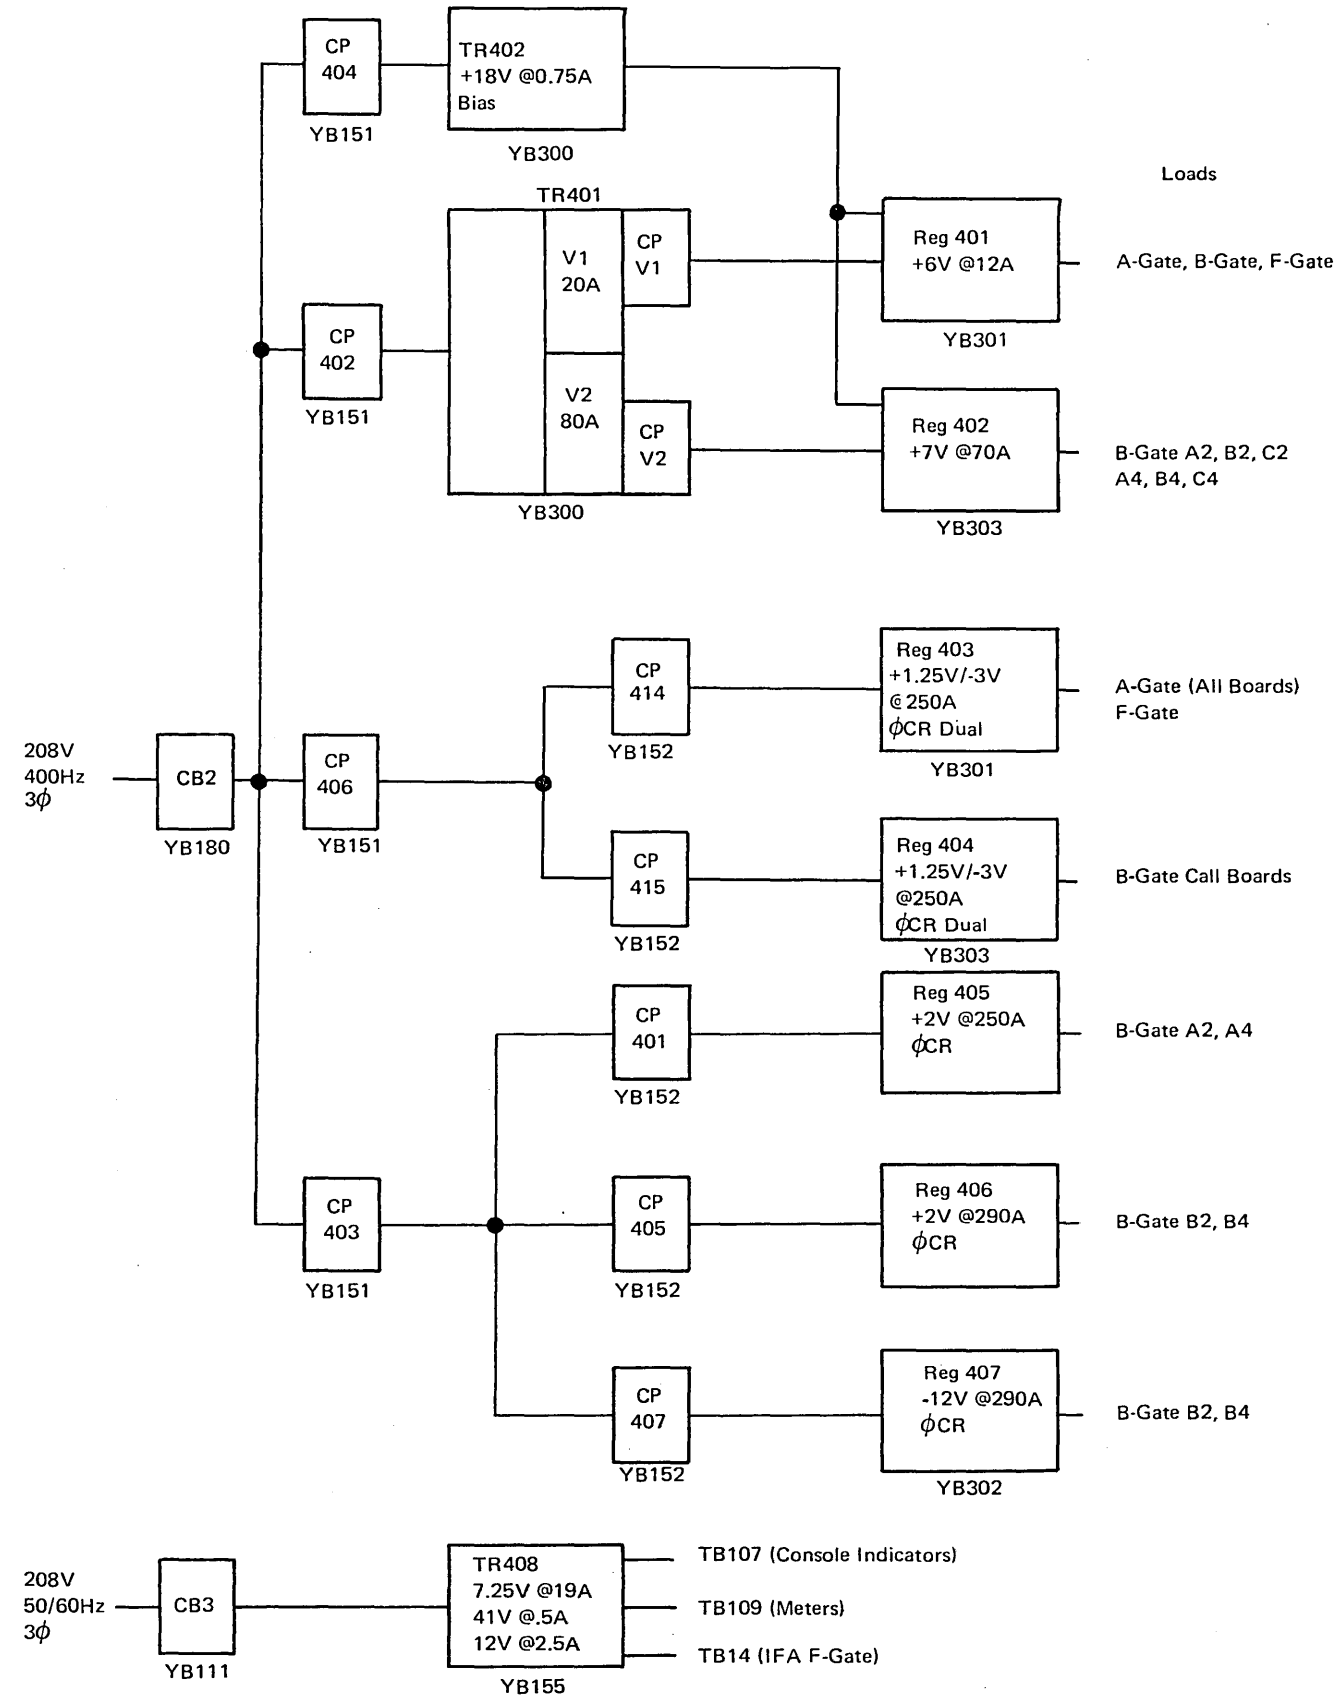 CP
404
YB151
TR402
+18V @0.75A
Bias
YB300
Loads
TR401
V1
20A
CP
V1
V2
80A
CP
V2
YB300
CP
402
YB151
Reg 401
+6V @12A
YB301
A-Gate, B-Gate, F-Gate
Reg 402
+7V @70A
YB303
B-Gate A2, B2, C2
A4, B4, C4
208V
400Hz
3ϕ
CB2
YB180
CP
406
YB151
CP
414
YB152
Reg 403
+1.25V/-3V
@250A
ϕCR Dual
YB301
A-Gate (All Boards)
F-Gate
CP
415
YB152
Reg 404
+1.25V/-3V
@250A
ϕCR Dual
YB303
B-Gate Call Boards
CP
401
YB152
Reg 405
+2V @250A
ϕCR
B-Gate A2, A4
CP
403
YB151
CP
405
YB152
Reg 406
+2V @290A
ϕCR
B-Gate B2, B4
CP
407
YB152
Reg 407
-12V @290A
ϕCR
YB302
B-Gate B2, B4
208V
50/60Hz
3ϕ
CB3
YB111
TR408
7.25V @19A
41V @.5A
12V @2.5A
YB155
TB107 (Console Indicators)
TB109 (Meters)
TB14 (IFA F-Gate)